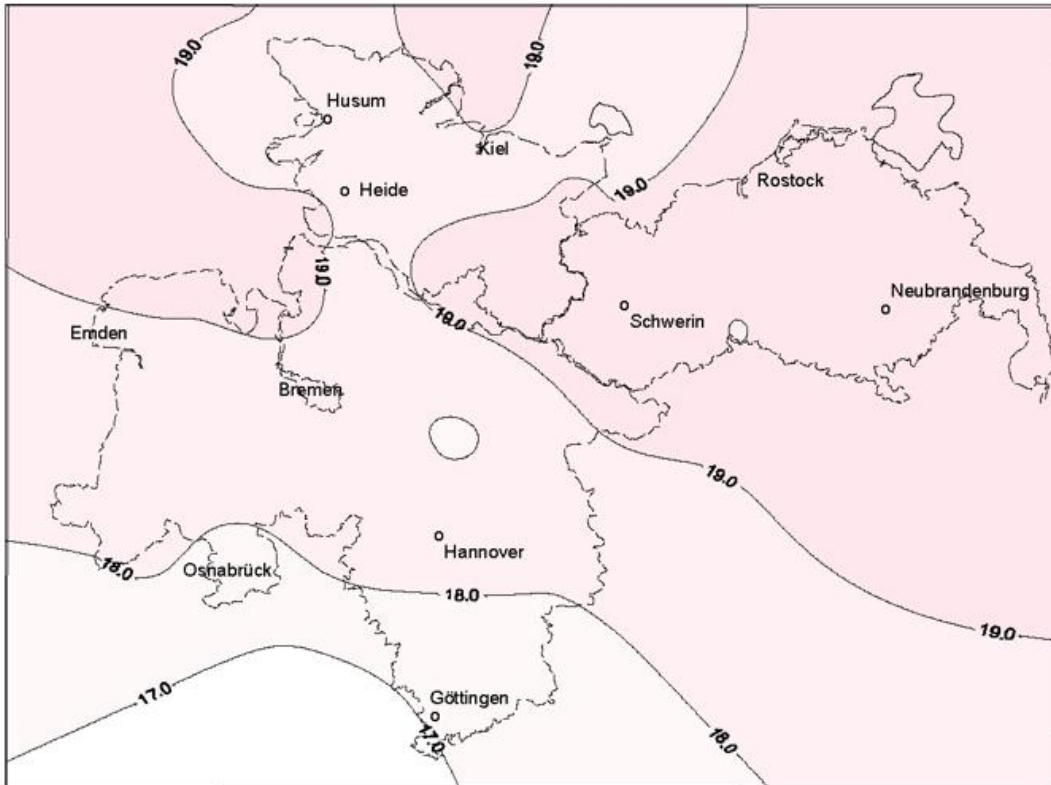 19.0
19.0
Husum
Kiel
Heide
19.0
Rostock
19.0
Neubrandenburg
Emden
19.0
Schwerin
Bremen
19.0
Hannover
18.0
Osnabrück
18.0
19.0
17.0
Göttingen
17.0
18.0